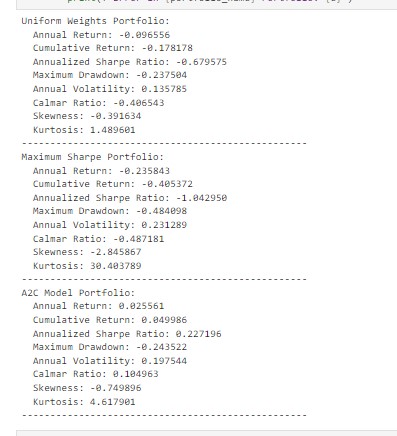 Uniform Weights Portfolio:
Annual Return: -0.096556
Cumulative Return: -0.178178
Annualized Sharpe Ratio: -0.679575
Maximum Drawdown: -0.237504
Annual Volatility: 0.135785
Calmar Ratio: -0.406543
Skewness: -0.391634
Kurtosis: 1.489601
--------------------------------------------------
Maximum Sharpe Portfolio:
Annual Return: -0.235843
Cumulative Return: -0.405372
Annualized Sharpe Ratio: -1.042950
Maximum Drawdown: -0.484098
Annual Volatility: 0.231289
Calmar Ratio: -0.487181
Skewness: -2.845867
Kurtosis: 30.403789
--------------------------------------------------
A2C Model Portfolio:
Annual Return: 0.025561
Cumulative Return: 0.049986
Annualized Sharpe Ratio: 0.227196
Maximum Drawdown: -0.243522
Annual Volatility: 0.197544
Calmar Ratio: 0.104963
Skewness: -0.749896
Kurtosis: 4.617901
--------------------------------------------------